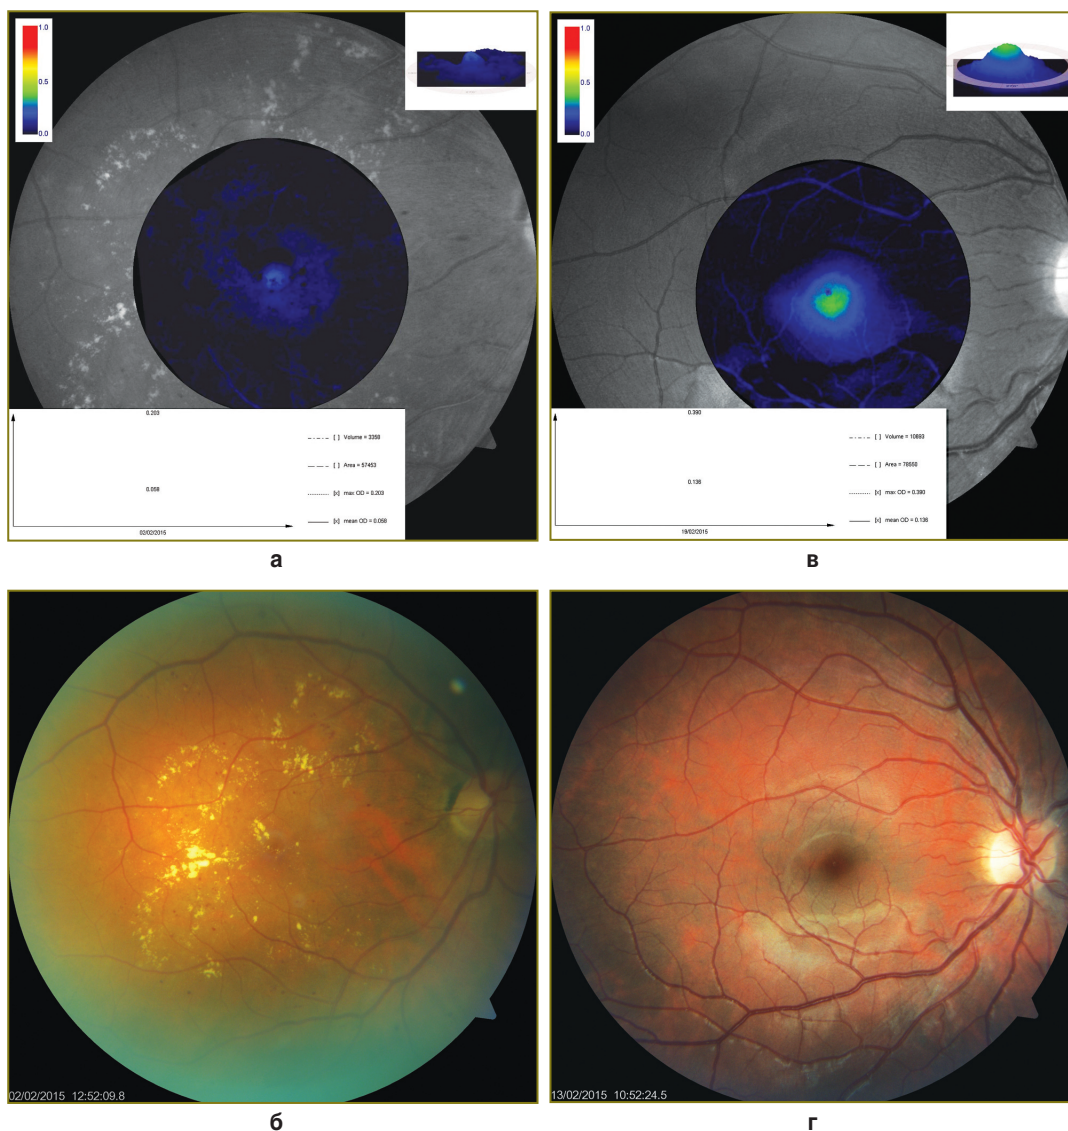 1.0
0.5
0.0
0.203
0.058
[ ] Volume = 3358
[ ] Area = 57453
[x] max OD = 0.203
[x] mean OD = 0.058
02/02/2015
а
1.0
0.5
0.0
0.390
0.136
[ ] Volume = 10893
[ ] Area = 78550
[x] max OD = 0.390
[x] mean OD = 0.136
19/02/2015
в
02/02/2015 12:52:09.8
б
13/02/2015 10:52:24.5
г